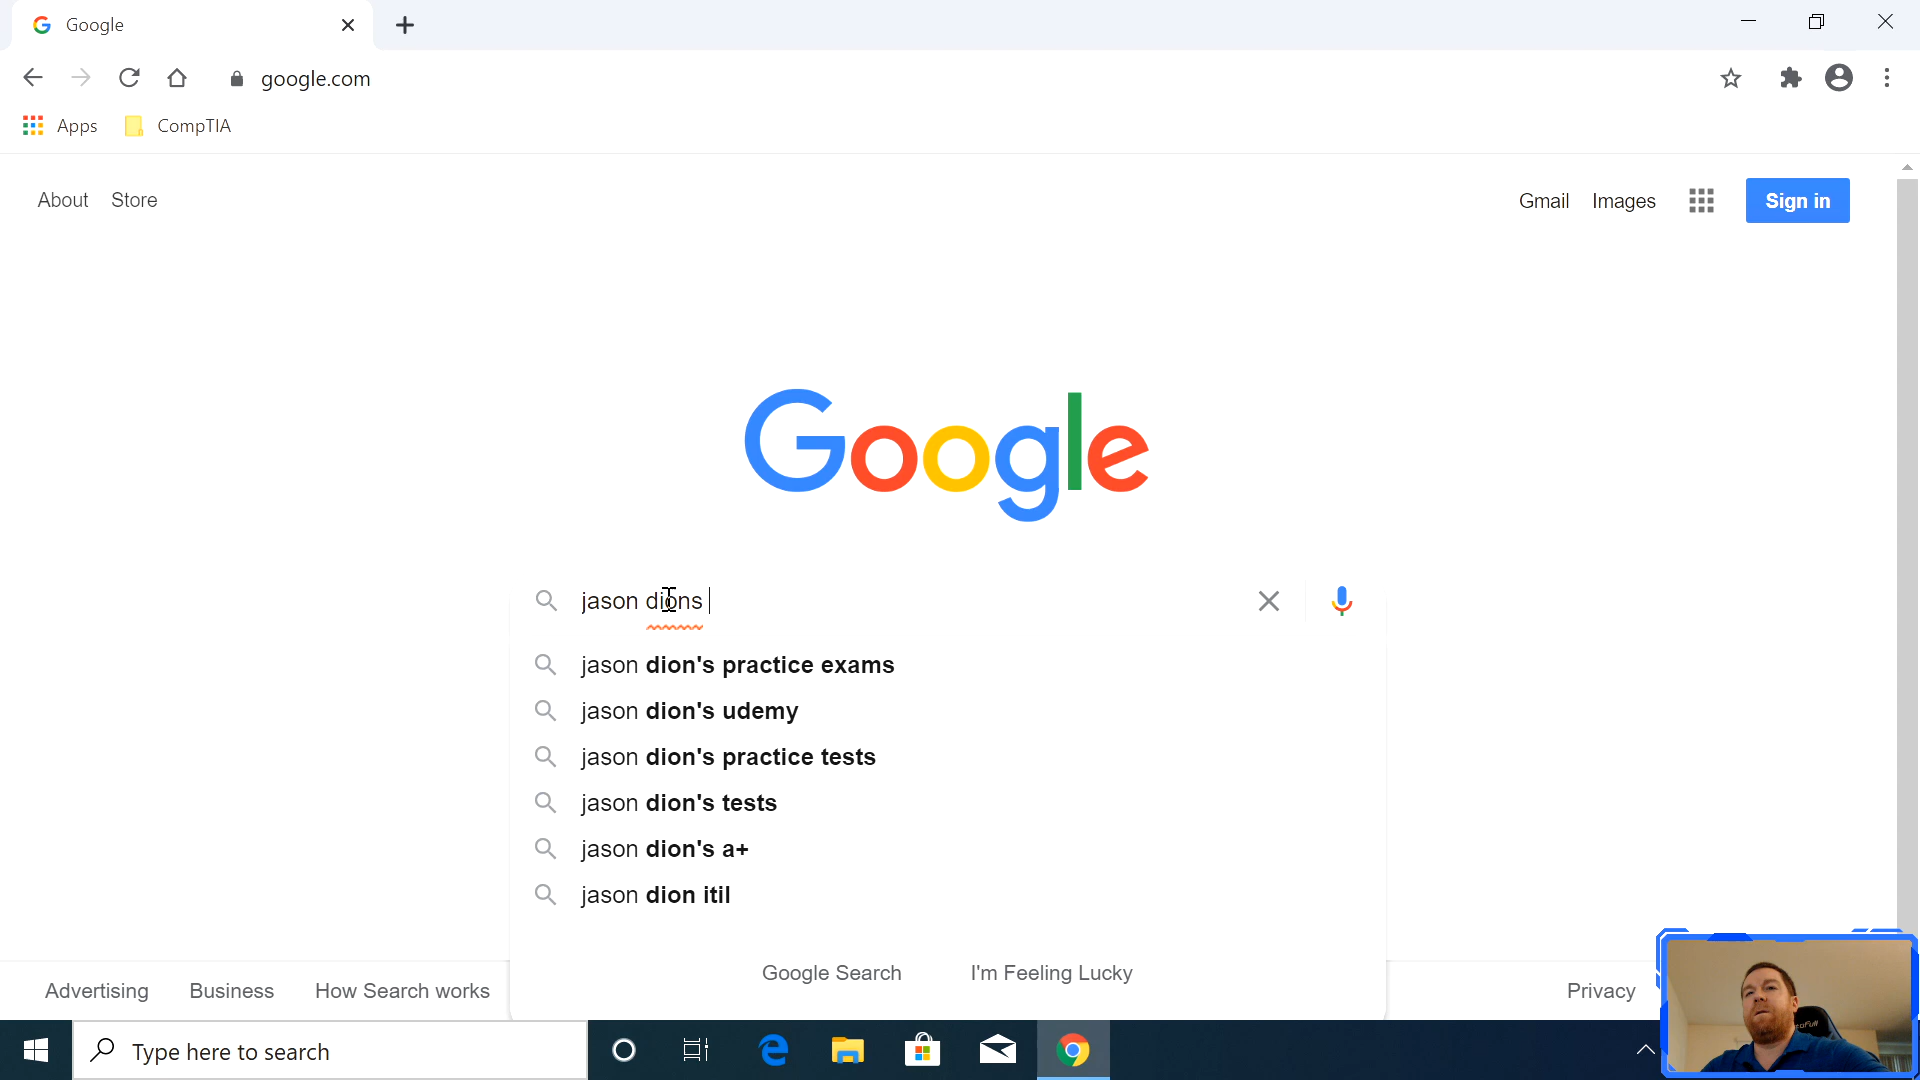 Google
google.com
Apps CompTIA
About Store Gmail Images Sign in
Google
jason dions
jason dion's practice exams
jason dion's udemy
jason dion's practice tests
jason dion's tests
jason dion's a+
jason dion itil
Google Search I'm Feeling Lucky
Advertising Business How Search works Privacy
Type here to search